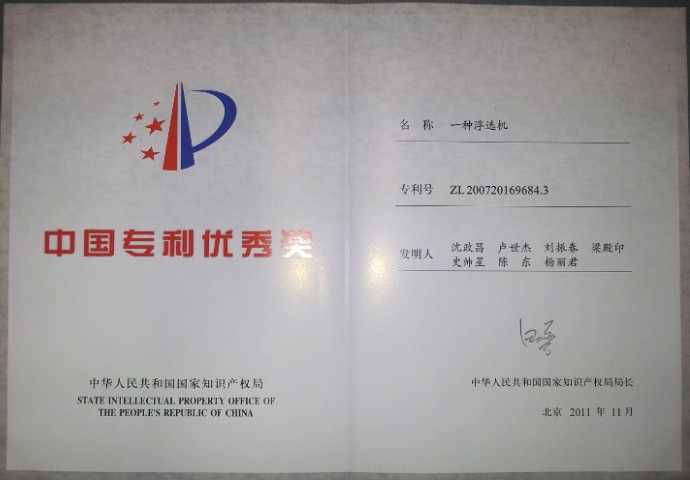 中国专利优秀奖
中华人民共和国国家知识产权局
STATE INTELLECTUAL PROPERTY OFFICE OF
THE PEOPLE'S REPUBLIC OF CHINA
名 称 一种浮选机
专利号 ZL 200720169684.3
发明人 沈政昌 卢世杰 刘振春 梁殿印
史帅星 陈 东 杨丽君
中华人民共和国国家知识产权局局长
北京 2011 年 11 月